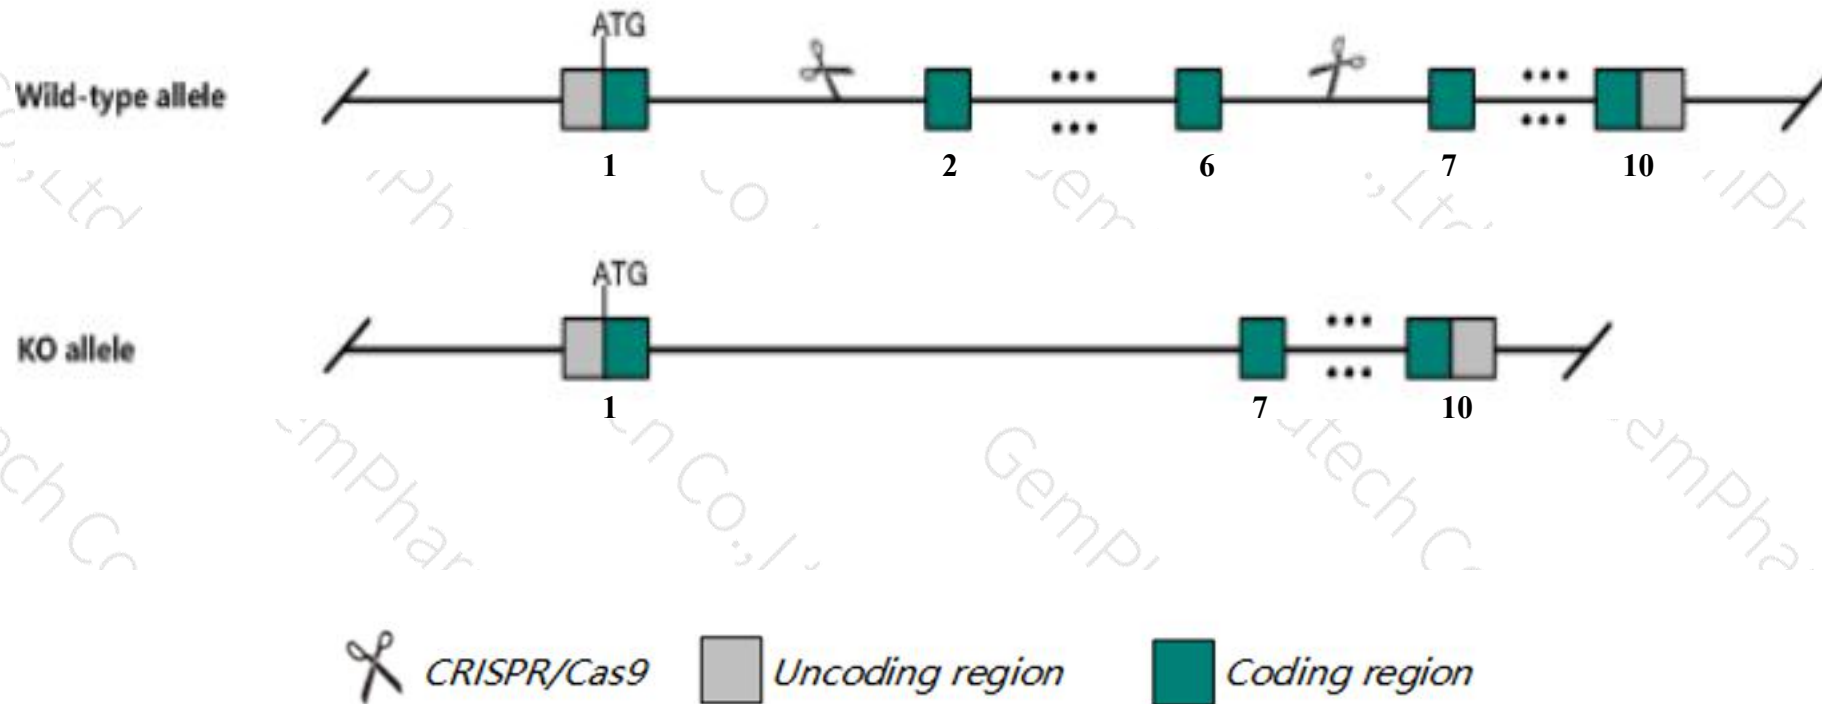 ATG
Wild-type allele
1 2 6 7 10
ATG
KO allele
1 7 10
CRISPR/Cas9 Uncoding region Coding region